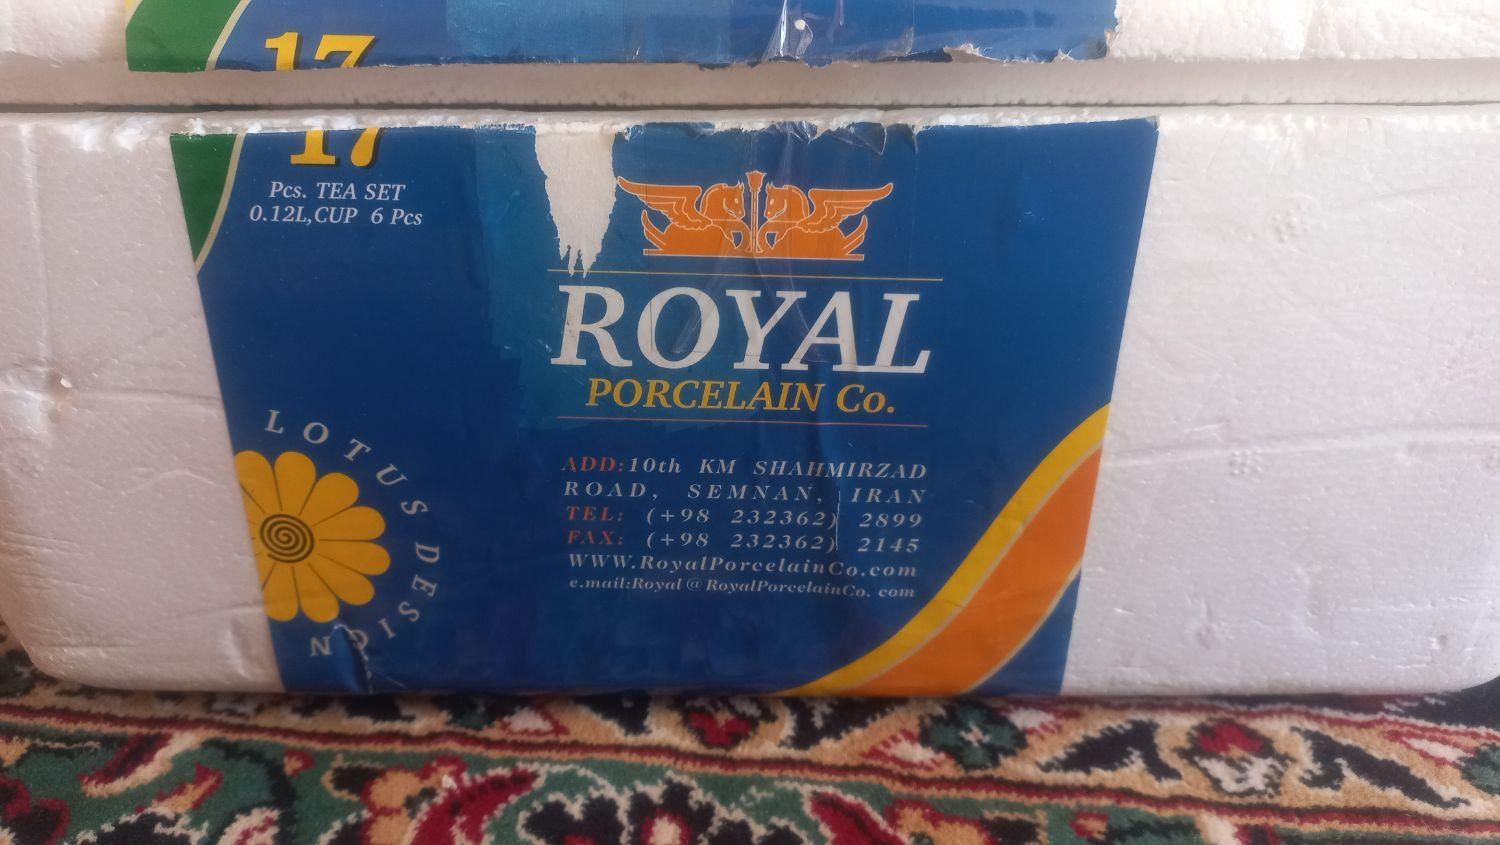 17
17
Pcs. TEA SET
0.12L,CUP 6 Pcs
ROYAL
PORCELAIN Co.
ADD:10th KM SHAHMIRZAD
ROAD, SEMNAN, IRAN
TEL: (+98 232362) 2899
FAX: (+98 232362) 2145
WWW.RoyalPorcelainCo.com
e.mail:Royal@RoyalPorcelainCo. com
LOTUS DESIGN